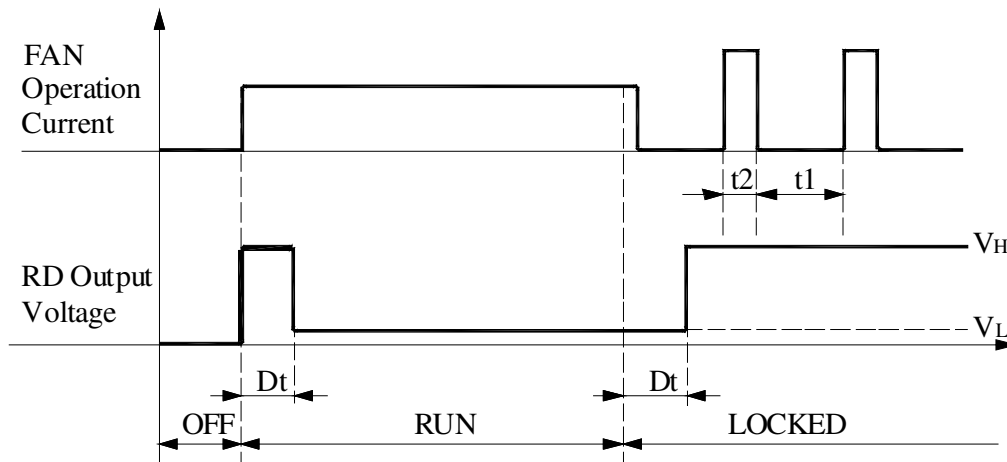 FAN
Operation
Current
t2
t1
RD Output
Voltage
VH
VL
Dt
Dt
OFF
RUN
LOCKED